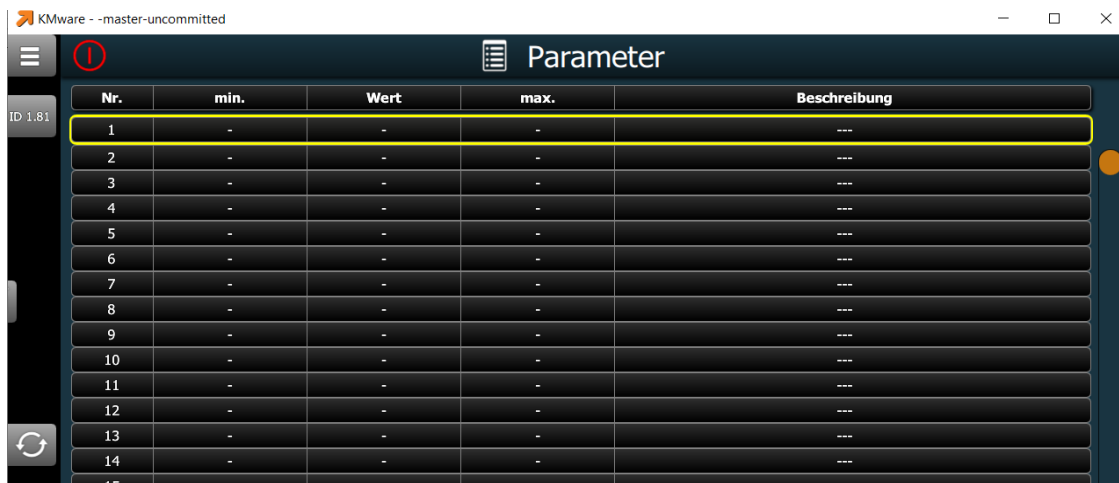 KMware - -master-uncommitted
Parameter
ID 1.81
Nr. min. Wert max. Beschreibung
1 - - - ---
2 - - - ---
3 - - - ---
4 - - - ---
5 - - - ---
6 - - - ---
7 - - - ---
8 - - - ---
9 - - - ---
10 - - - ---
11 - - - ---
12 - - - ---
13 - - - ---
14 - - - ---